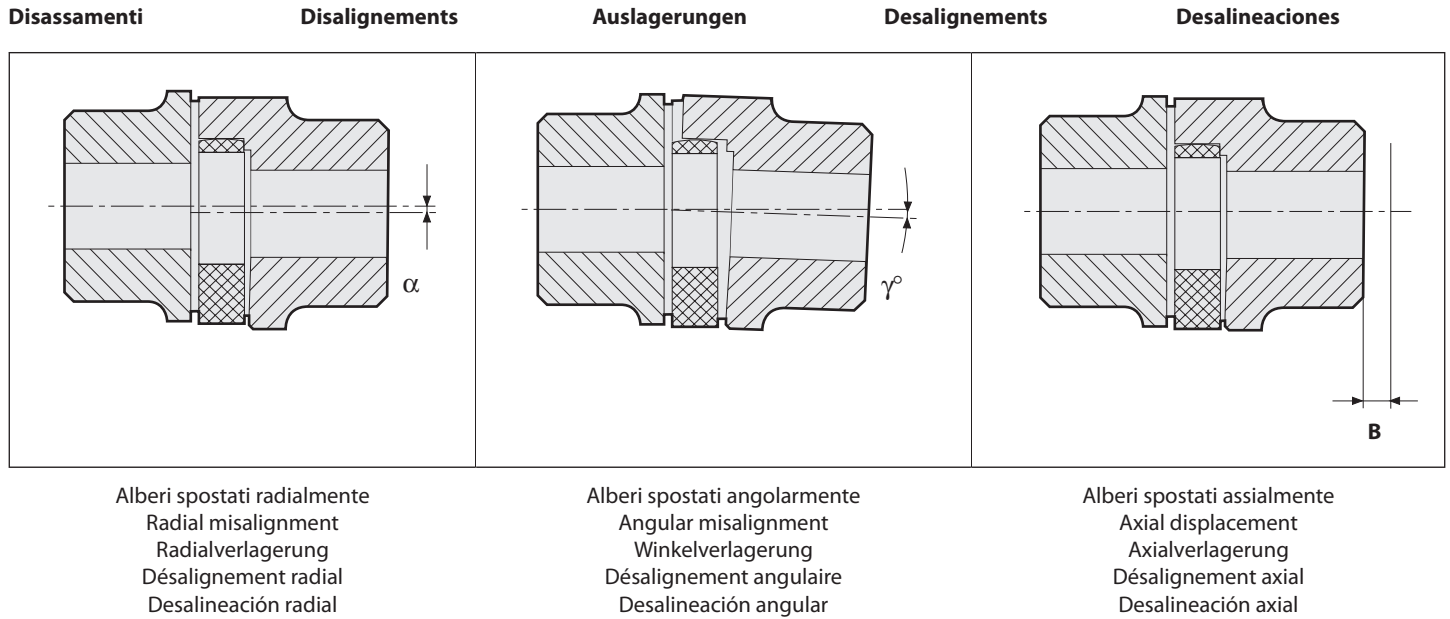 Disassamenti Disalignements Auslagerungen Desalignements Desalineaciones
α
γ°
B
Alberi spostati radialmente
Radial misalignment
Radialverlagerung
Désalignement radial
Desalineación radial
Alberi spostati angolarmente
Angular misalignment
Winkelverlagerung
Désalignement angulaire
Desalineación angular
Alberi spostati assialmente
Axial displacement
Axialverlagerung
Désalignement axial
Desalineación axial